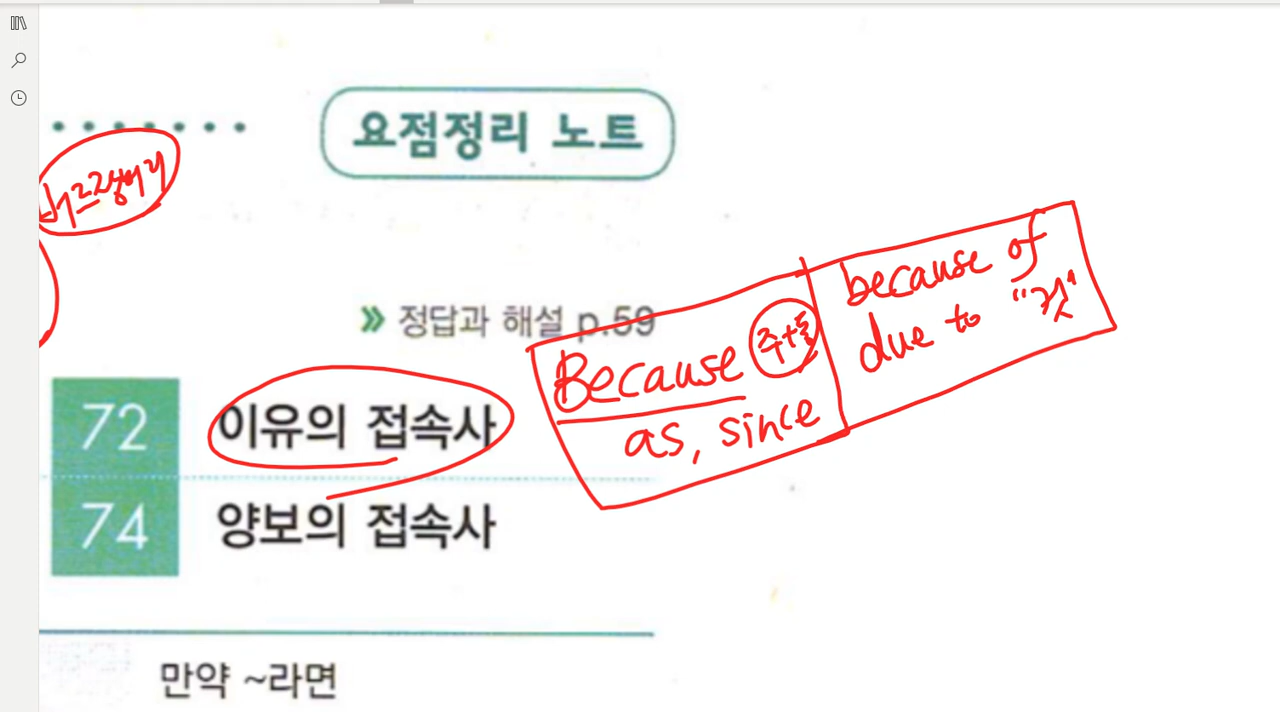 요점정리 노트
정답과 해설 p.59
72 이유의 접속사
74 양보의 접속사
만약 ~라면
Because 주+동
as, since
because of
due to "것"